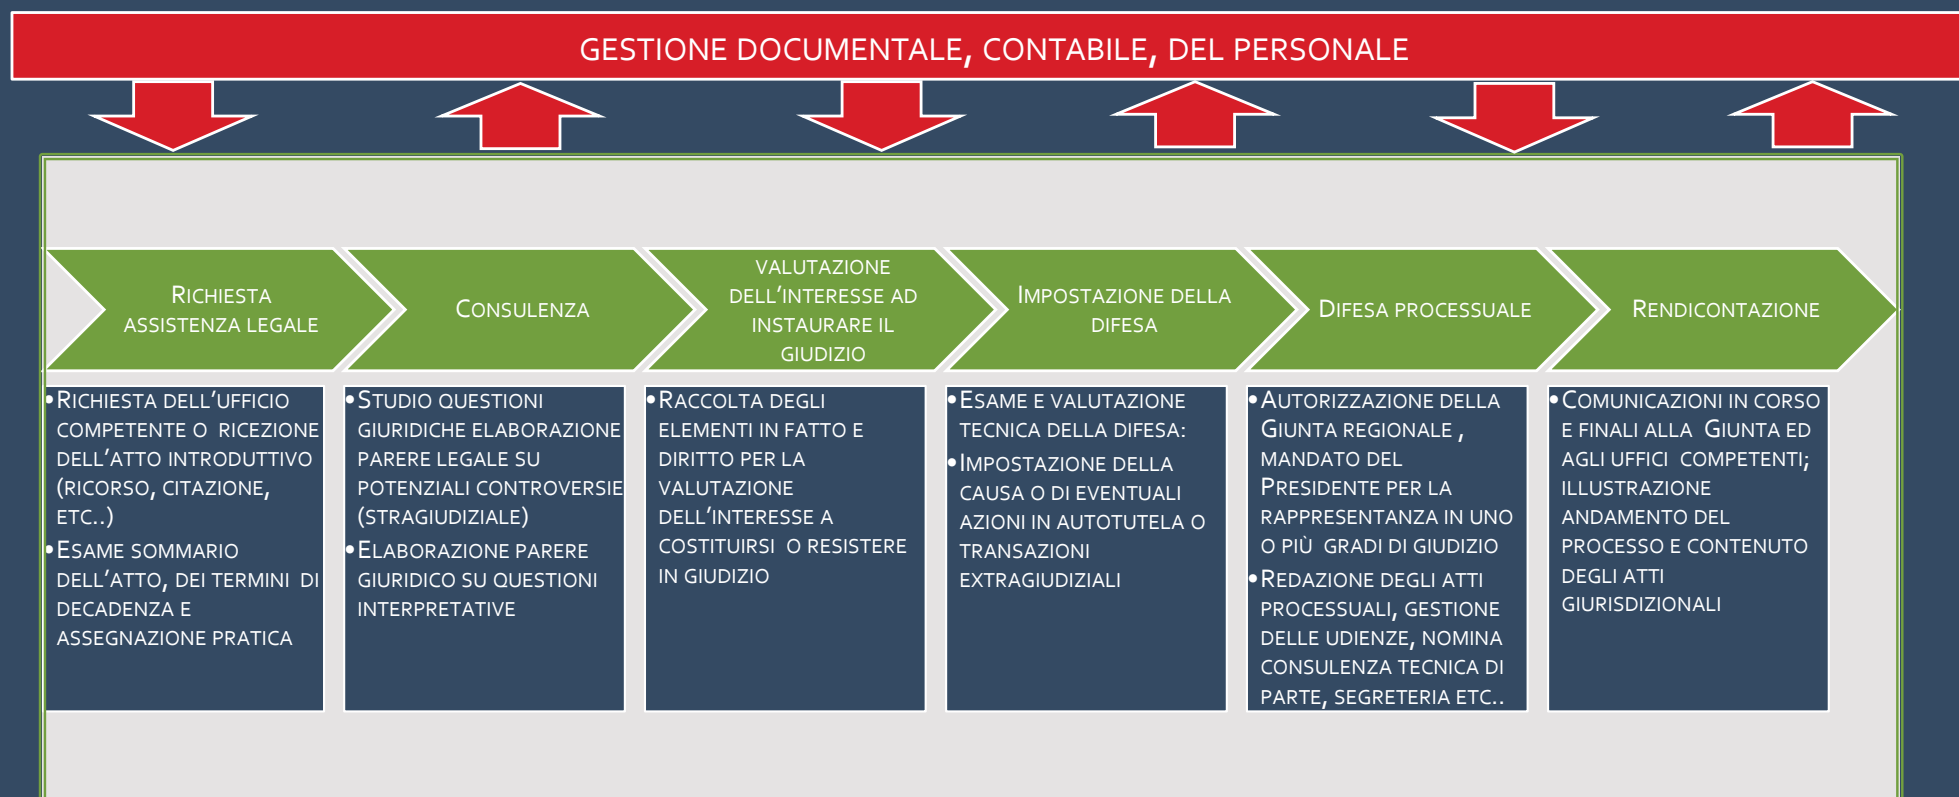 GESTIONE DOCUMENTALE, CONTABILE, DEL PERSONALE
RICHIESTA
ASSISTENZA LEGALE
CONSULENZA
VALUTAZIONE
DELL'INTERESSE AD
INSTAURARE IL
GIUDIZIO
IMPOSTAZIONE DELLA
DIFESA
DIFESA PROCESSUALE
RENDICONTAZIONE
•RICHIESTA DELL'UFFICIO
COMPETENTE O RICEZIONE
DELL'ATTO INTRODUTTIVO
(RICORSO, CITAZIONE,
ETC..)
•ESAME SOMMARIO
DELL'ATTO, DEI TERMINI DI
DECADENZA E
ASSEGNAZIONE PRATICA
•STUDIO QUESTIONI
GIURIDICHE ELABORAZIONE
PARERE LEGALE SU
POTENZIALI CONTROVERSIE
(STRAGIUDIZIALE)
•ELABORAZIONE PARERE
GIURIDICO SU QUESTIONI
INTERPRETATIVE
•RACCOLTA DEGLI
ELEMENTI IN FATTO E
DIRITTO PER LA
VALUTAZIONE
DELL'INTERESSE A
COSTITUIRSI O RESISTERE
IN GIUDIZIO
•ESAME E VALUTAZIONE
TECNICA DELLA DIFESA:
•IMPOSTAZIONE DELLA
CAUSA O DI EVENTUALI
AZIONI IN AUTOTUTELA O
TRANSAZIONI
EXTRAGIUDIZIALI
•AUTORIZZAZIONE DELLA
GIUNTA REGIONALE ,
MANDATO DEL
PRESIDENTE PER LA
RAPPRESENTANZA IN UNO
O PIÙ GRADI DI GIUDIZIO
•REDAZIONE DEGLI ATTI
PROCESSUALI, GESTIONE
DELLE UDIENZE, NOMINA
CONSULENZA TECNICA DI
PARTE, SEGRETERIA ETC..
•COMUNICAZIONI IN CORSO
E FINALI ALLA GIUNTA ED
AGLI UFFICI COMPETENTI;
ILLUSTRAZIONE
ANDAMENTO DEL
PROCESSO E CONTENUTO
DEGLI ATTI
GIURISDIZIONALI